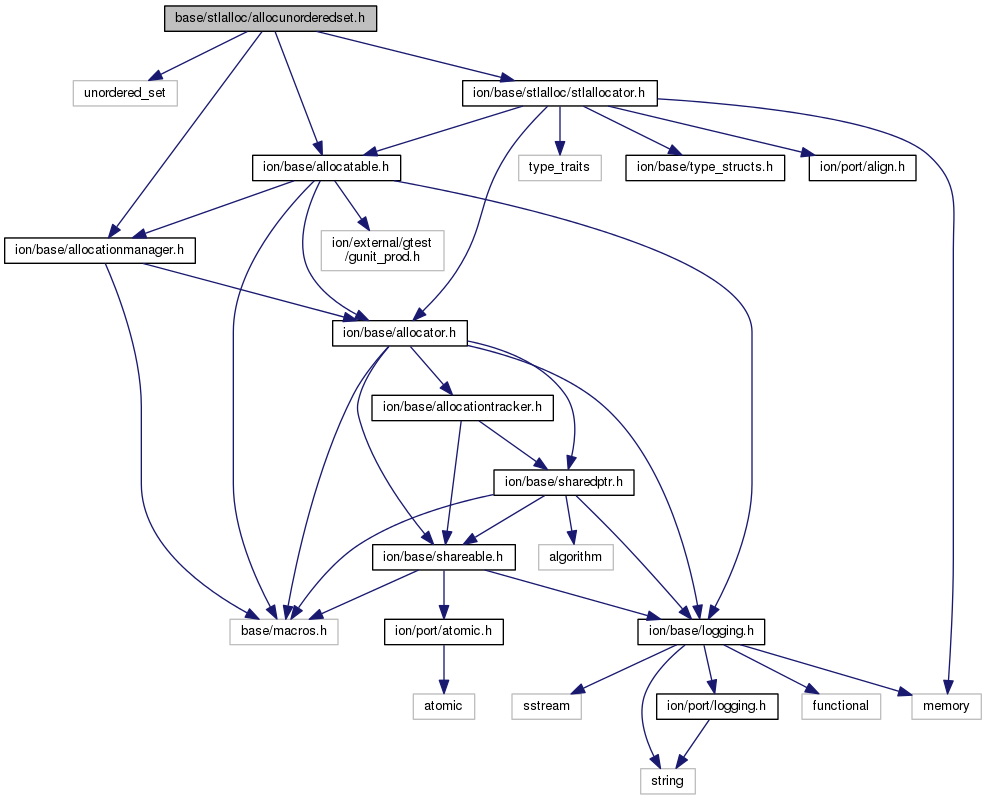 base/stlalloc/allocunorderedset.h
unordered_set
ion/base/stlalloc/stlallocator.h
ion/base/allocatable.h
type_traits
ion/base/type_structs.h
ion/port/align.h
ion/base/allocationmanager.h
ion/external/gtest
/gunit_prod.h
ion/base/allocator.h
ion/base/allocationtracker.h
ion/base/sharedptr.h
ion/base/shareable.h
algorithm
base/macros.h
ion/port/atomic.h
ion/base/logging.h
atomic
sstream
ion/port/logging.h
functional
memory
string